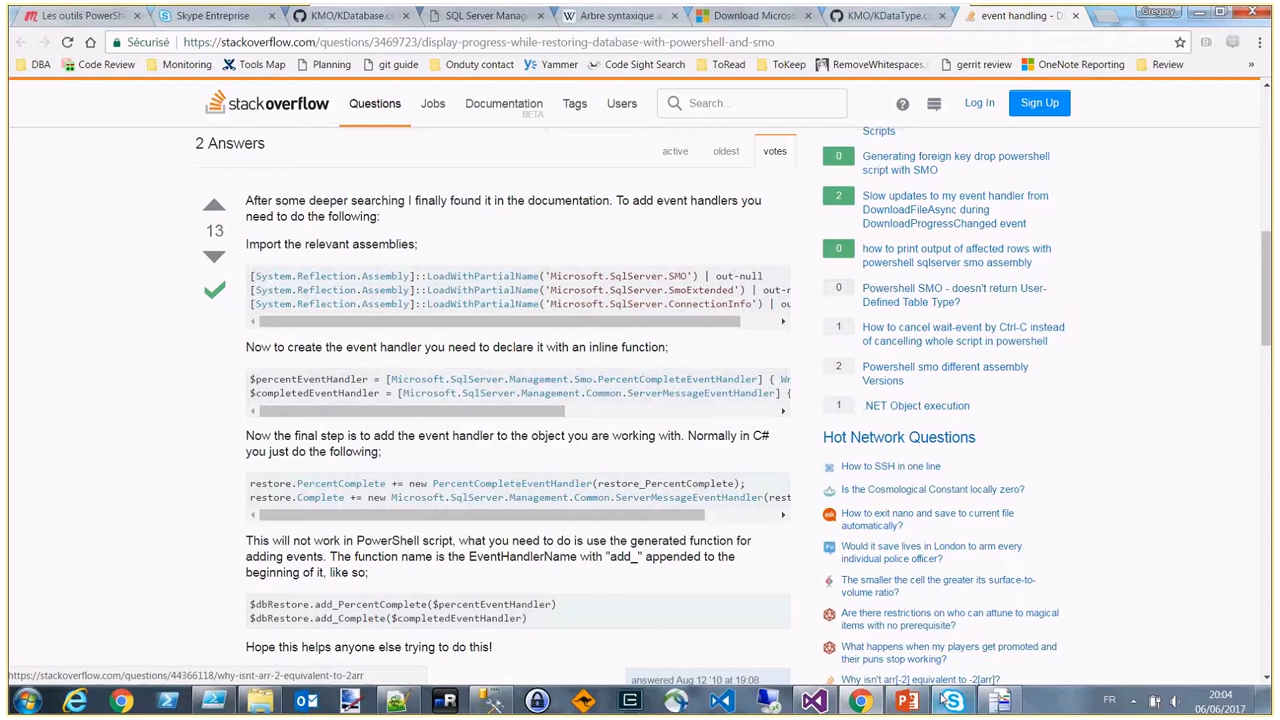 Les outils PowerSh
Skype Entreprise
KMO/KDatabase.c
SQL Server Mana
Arbre syntaxique a
Download Micros
KMO/KDataType.c
event handling - D
Gregory
Sécurisé
https://stackoverflow.com/questions/3469723/display-progress-while-restoring-database-with-powershell-and-smo
DBA
Code Review
Monitoring
Tools Map
Planning
git guide
Onduty contact
Yammer
Code Sight Search
ToRead
ToKeep
RemoveWhitespaces.
gerrit review
OneNote Reporting
Review
»
stackoverflow
Questions
Jobs
Documentation
BETA
Tags
Users
Search...
Log In
Sign Up
2 Answers
active
oldest
votes
13
After some deeper searching I finally found it in the documentation. To add event handlers you
need to do the following:
Import the relevant assemblies;
[System.Reflection.Assembly]::LoadWithPartialName('Microsoft.SqlServer.SMO') | out-null
[System.Reflection.Assembly]::LoadWithPartialName('Microsoft.SqlServer.SmoExtended') | out-n
[System.Reflection.Assembly]::LoadWithPartialName('Microsoft.SqlServer.ConnectionInfo') | ou
Now to create the event handler you need to declare it with an inline function;
$percentEventHandler = [Microsoft.SqlServer.Management.Smo.PercentCompleteEventHandler] { Wr
$completedEventHandler = [Microsoft.SqlServer.Management.Common.ServerMessageEventHandler] {
Now the final step is to add the event handler to the object you are working with. Normally in C#
you just do the following;
restore.PercentComplete += new PercentCompleteEventHandler(restore_PercentComplete);
restore.Complete += new Microsoft.SqlServer.Management.Common.ServerMessageEventHandler(rest
This will not work in PowerShell script, what you need to do is use the generated function for
adding events. The function name is the EventHandlerName with "add_" appended to the
beginning of it, like so;
$dbRestore.add_PercentComplete($percentEventHandler)
$dbRestore.add_Complete($completedEventHandler)
Hope this helps anyone else trying to do this!
answered Aug 12 '10 at 19:08
Scripts
0
Generating foreign key drop powershell
script with SMO
2
Slow updates to my event handler from
DownloadFileAsync during
DownloadProgressChanged event
0
how to print output of affected rows with
powershell sqlserver smo assembly
0
Powershell SMO - doesn't return User-
Defined Table Type?
1
How to cancel wait-event by Ctrl-C instead
of cancelling whole script in powershell
2
Powershell smo different assembly
Versions
1
.NET Object execution
Hot Network Questions
How to SSH in one line
Is the Cosmological Constant locally zero?
How to exit nano and save to current file
automatically?
Would it save lives in London to arm every
individual police officer?
The smaller the cell the greater its surface-to-
volume ratio?
Are there restrictions on who can attune to magical
items with no prerequisite?
What happens when my players get promoted and
their puns stop working?
Why isn't arr[-2] equivalent to -2[arr]?
https://stackoverflow.com/questions/44366118/why-isnt-arr-2-equivalent-to-2arr
FR
20:04
06/06/2017